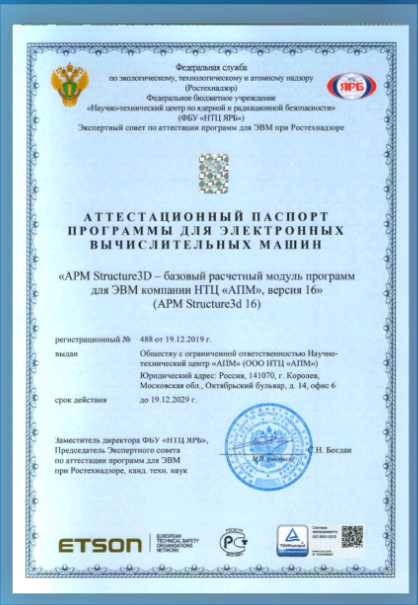 Федеральная служба
по экологическому, технологическому и атомному надзору
(Ростехнадзор)
Федеральное бюджетное учреждение
«Научно-технический центр по ядерной и радиационной безопасности»
(ФБУ «НТЦ ЯРБ»)
Экспертный совет по аттестации программ для ЭВМ при Ростехнадзоре
ЯРБ
АТТЕСТАЦИОННЫЙ ПАСПОРТ
ПРОГРАММЫ ДЛЯ ЭЛЕКТРОННЫХ
ВЫЧИСЛИТЕЛЬНЫХ МАШИН
«APM Structure3D – базовый расчетный модуль программ
для ЭВМ компании НТЦ «АПМ», версия 16»
(APM Structure3d 16)
регистрационный № 488 от 19.12.2019 г.
выдан Обществу с ограниченной ответственностью Научно-
технический центр «АПМ» (ООО НТЦ «АПМ»)
Юридический адрес: Россия, 141070, г. Королев,
Московская обл., Октябрьский бульвар, д. 14, офис 6
срок действия до 19.12.2029 г.
Заместитель директора ФБУ «НТЦ ЯРБ»,
Председатель Экспертного совета С.Н. Богдан
по аттестации программ для ЭВМ
при Ростехнадзоре, канд. техн. наук
ETSON
EUROPEAN
TECHNICAL SAFETY
ORGANISATIONS
NETWORK